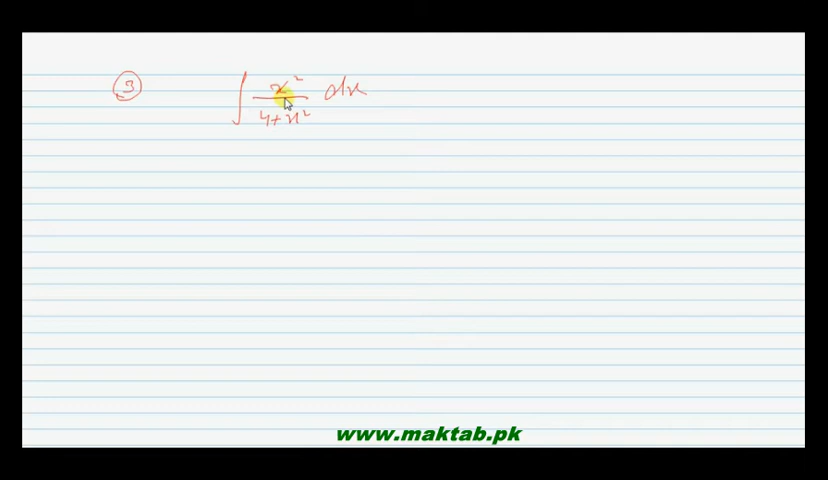 ③ ∫ x²/(4+x²) dx
www.maktab.pk